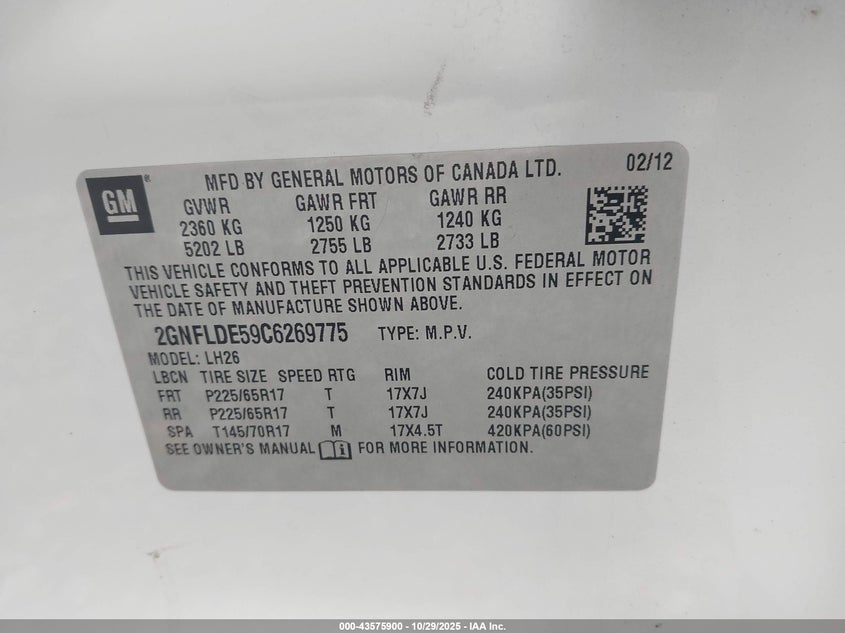 GM ®
MFD BY GENERAL MOTORS OF CANADA LTD. 02/12
GVWR GAWR FRT GAWR RR
2360 KG 1250 KG 1240 KG
5202 LB 2755 LB 2733 LB
THIS VEHICLE CONFORMS TO ALL APPLICABLE U.S. FEDERAL MOTOR
VEHICLE SAFETY AND THEFT PREVENTION STANDARDS IN EFFECT ON
THE DATE OF MANUFACTURE SHOWN ABOVE.
2GNFLDE59C6269775 TYPE: M.P.V.
MODEL: LH26
LBCN TIRE SIZE SPEED RTG RIM COLD TIRE PRESSURE
FRT P225/65R17 T 17X7J 240KPA(35PSI)
RR P225/65R17 T 17X7J 240KPA(35PSI)
SPA T145/70R17 M 17X4.5T 420KPA(60PSI)
SEE OWNER'S MANUAL i FOR MORE INFORMATION.
000-43575900 - 10/29/2025 - IAA Inc.